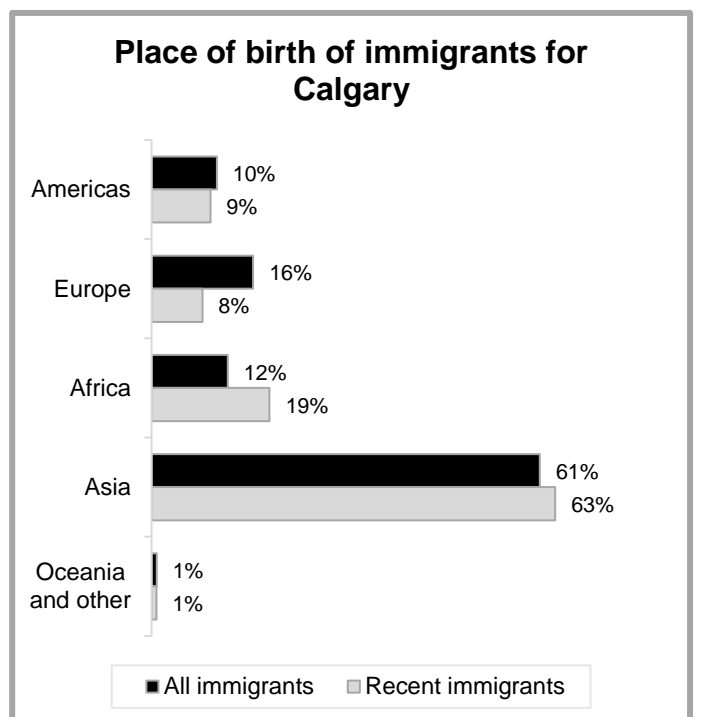 Place of birth of immigrants for
Calgary
Americas
10%
9%
Europe
16%
8%
Africa
12%
19%
Asia
61%
63%
Oceania
and other
1%
1%
All immigrants
Recent immigrants